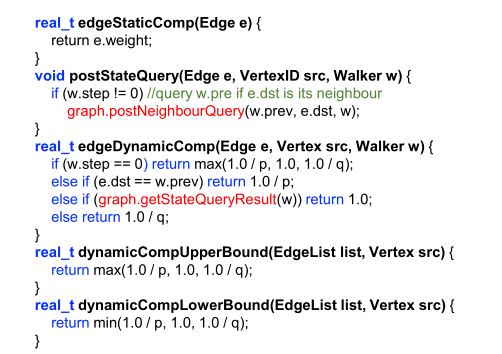 real_t edgeStaticComp(Edge e) {
return e.weight;
}
void postStateQuery(Edge e, VertexID src, Walker w) {
if (w.step != 0) //query w.pre if e.dst is its neighbour
graph.postNeighbourQuery(w.prev, e.dst, w);
}
real_t edgeDynamicComp(Edge e, Vertex src, Walker w) {
if (w.step == 0) return max(1.0 / p, 1.0, 1.0 / q);
else if (e.dst == w.prev) return 1.0 / p;
else if (graph.getStateQueryResult(w)) return 1.0;
else return 1.0 / q;
}
real_t dynamicCompUpperBound(EdgeList list, Vertex src) {
return max(1.0 / p, 1.0, 1.0 / q);
}
real_t dynamicCompLowerBound(EdgeList list, Vertex src) {
return min(1.0 / p, 1.0, 1.0 / q);
}